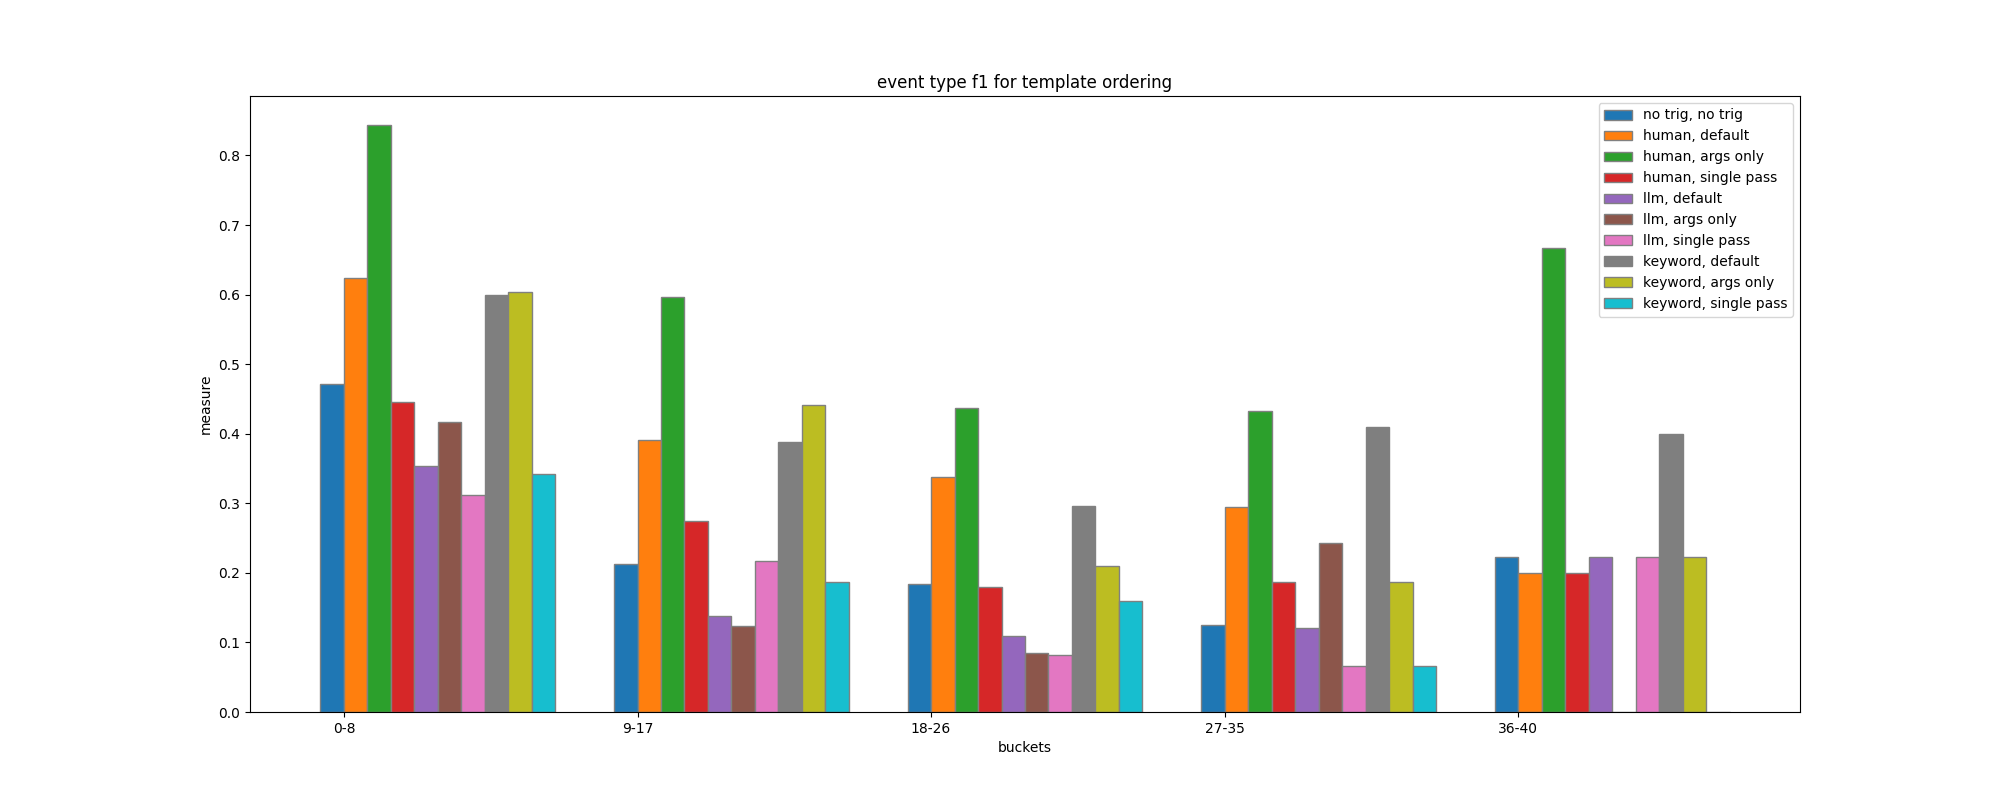 event type f1 for template ordering
no trig, no trig
human, default
human, args only
human, single pass
llm, default
llm, args only
llm, single pass
keyword, default
keyword, args only
keyword, single pass
measure
0.8
0.7
0.6
0.5
0.4
0.3
0.2
0.1
0.0
0-8
9-17
18-26
27-35
36-40
buckets